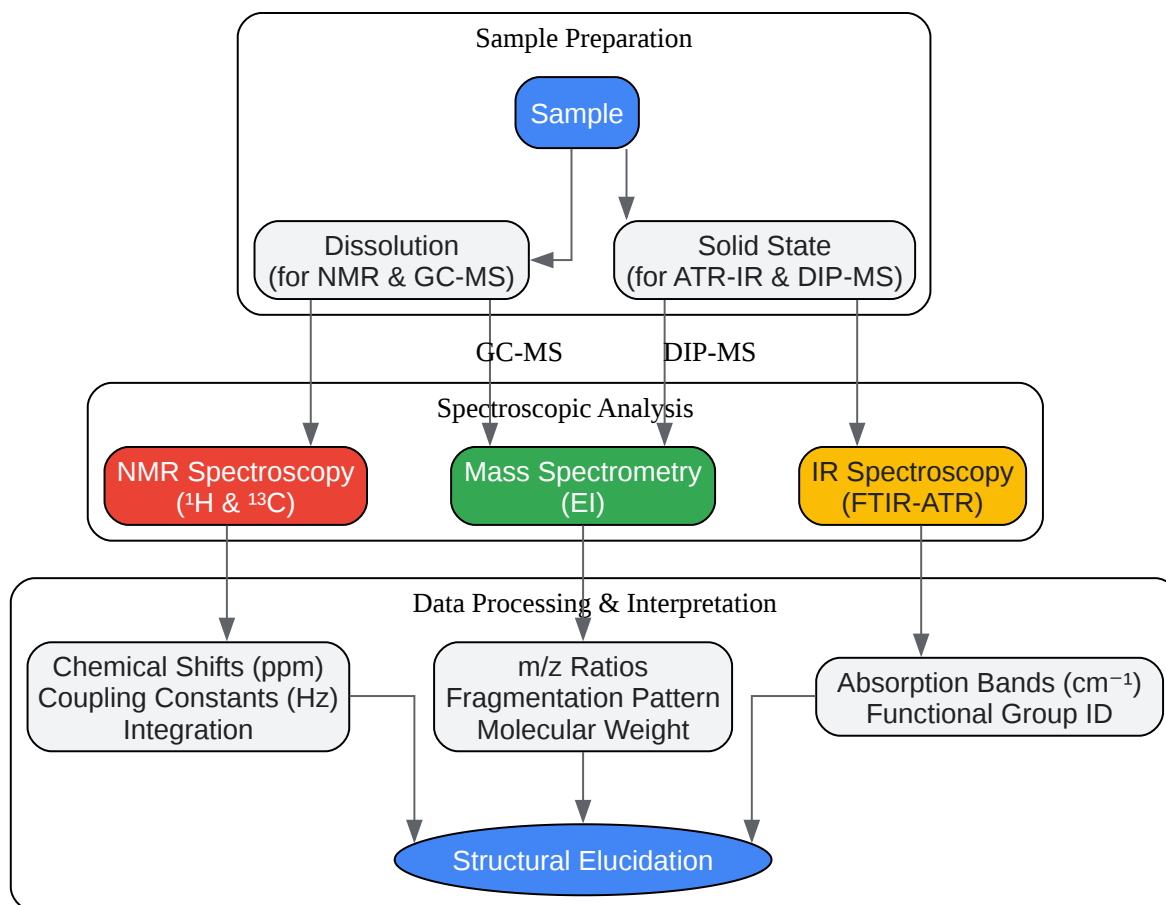 Sample Preparation
Sample
Dissolution
(for NMR & GC-MS)
Solid State
(for ATR-IR & DIP-MS)
GC-MS
DIP-MS
Spectroscopic Analysis
NMR Spectroscopy
(¹H & ¹³C)
Mass Spectrometry
(EI)
IR Spectroscopy
(FTIR-ATR)
Data Processing & Interpretation
Chemical Shifts (ppm)
Coupling Constants (Hz)
Integration
m/z Ratios
Fragmentation Pattern
Molecular Weight
Absorption Bands (cm⁻¹)
Functional Group ID
Structural Elucidation